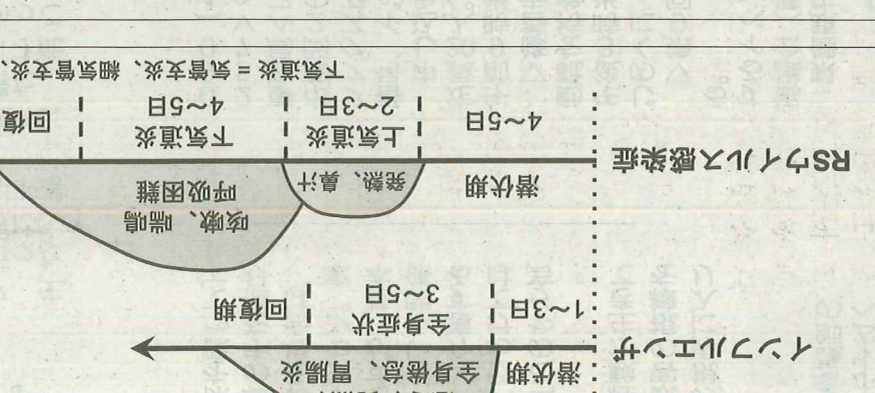 潜伏期
全身倦怠、胃腸炎
インフルエンザ
1〜3日
全身症状
3〜5日
回復期
咳嗽、喘鳴
呼吸困難
潜伏期
発熱、鼻汁
RSウイルス感染症
4〜5日
上気道炎
2〜3日
下気道炎
4〜5日
回復
下気道炎 = 気管支炎、細気管支炎、